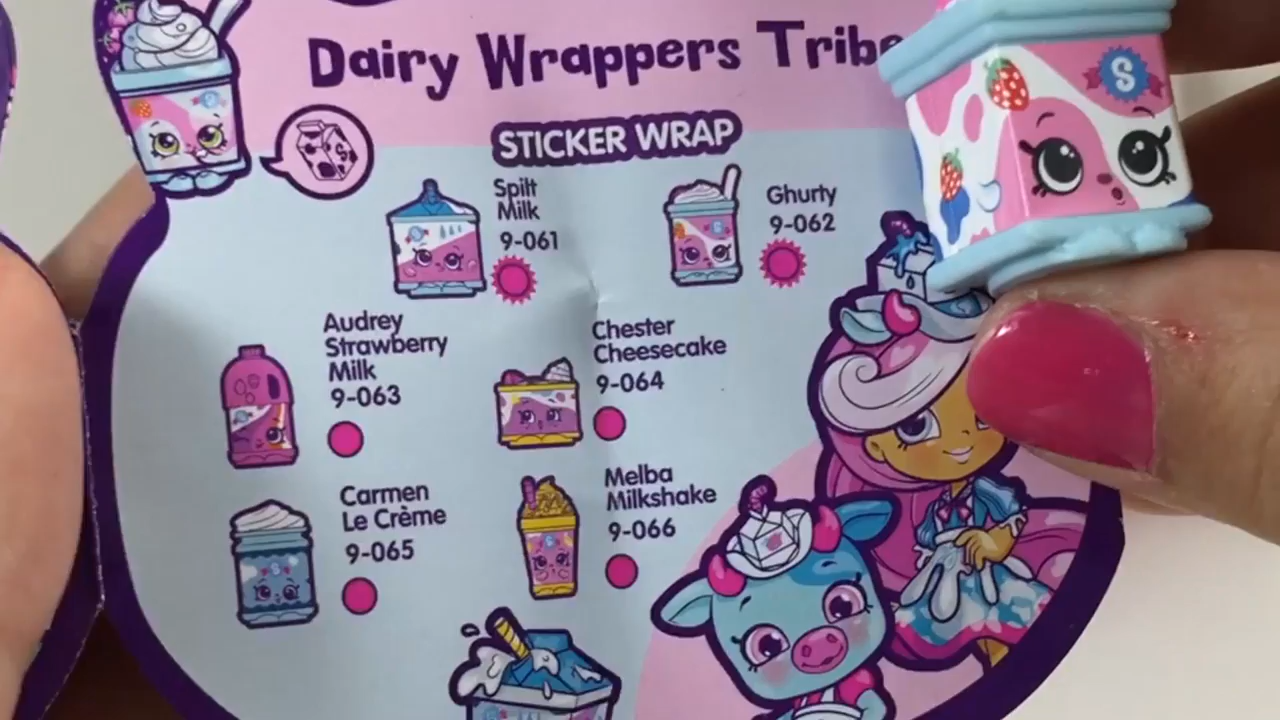 Dairy Wrappers Tribe
STICKER WRAP
Spilt
Milk
9-061
Ghurty
9-062
Audrey
Strawberry
Milk
9-063
Chester
Cheesecake
9-064
Carmen
Le Crème
9-065
Melba
Milkshake
9-066
S